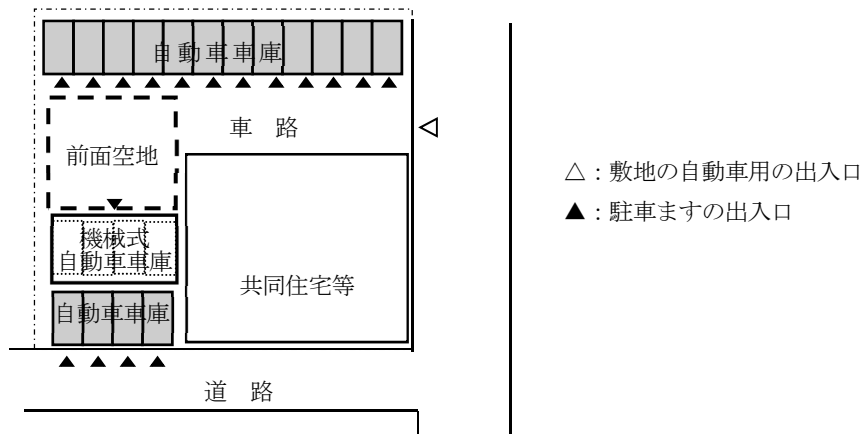 自動車車庫
車 路
前面空地
機械式
自動車車庫
共同住宅等
自動車車庫
道 路
△：敷地の自動車用の出入口
▲：駐車ますの出入口